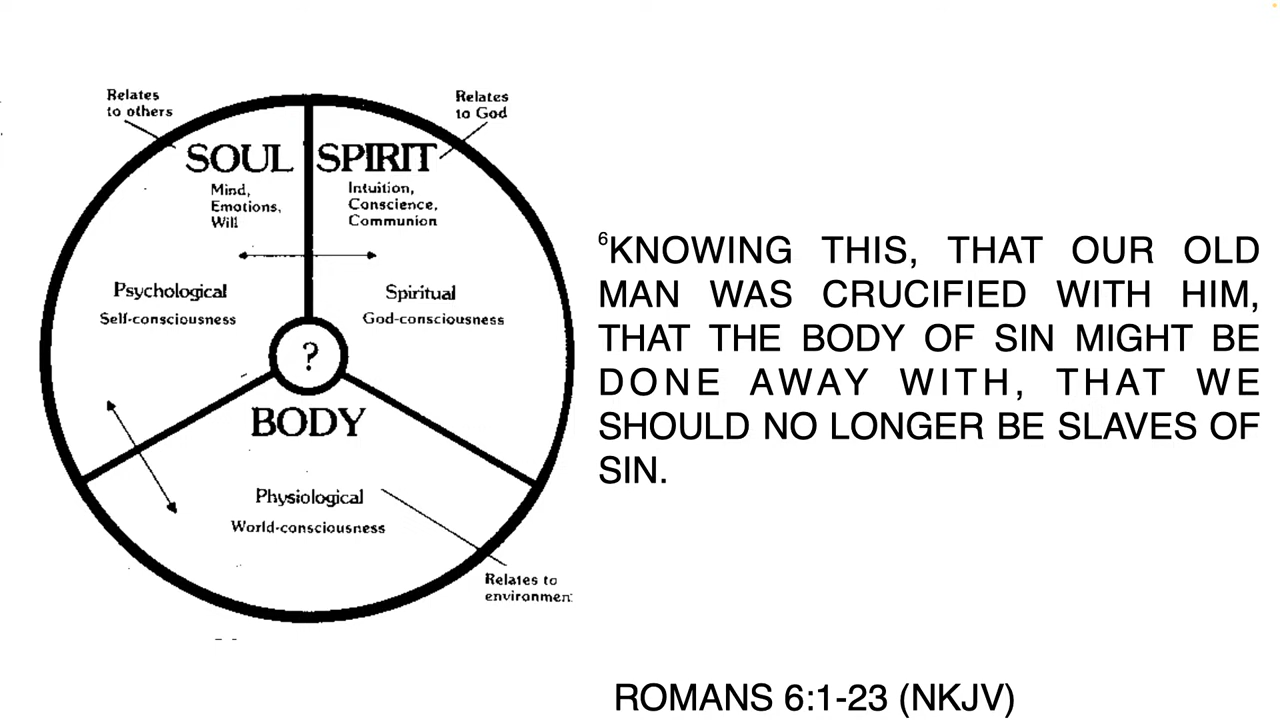 Relates
to others
Relates
to God
SOUL
SPIRIT
Mind,
Emotions,
Will
Intuition,
Conscience,
Communion
Psychological
Self-consciousness
Spiritual
God-consciousness
?
BODY
Physiological
World-consciousness
Relates to
environment
6KNOWING THIS, THAT OUR OLD
MAN WAS CRUCIFIED WITH HIM,
THAT THE BODY OF SIN MIGHT BE
DONE AWAY WITH, THAT WE
SHOULD NO LONGER BE SLAVES OF
SIN.
ROMANS 6:1-23 (NKJV)